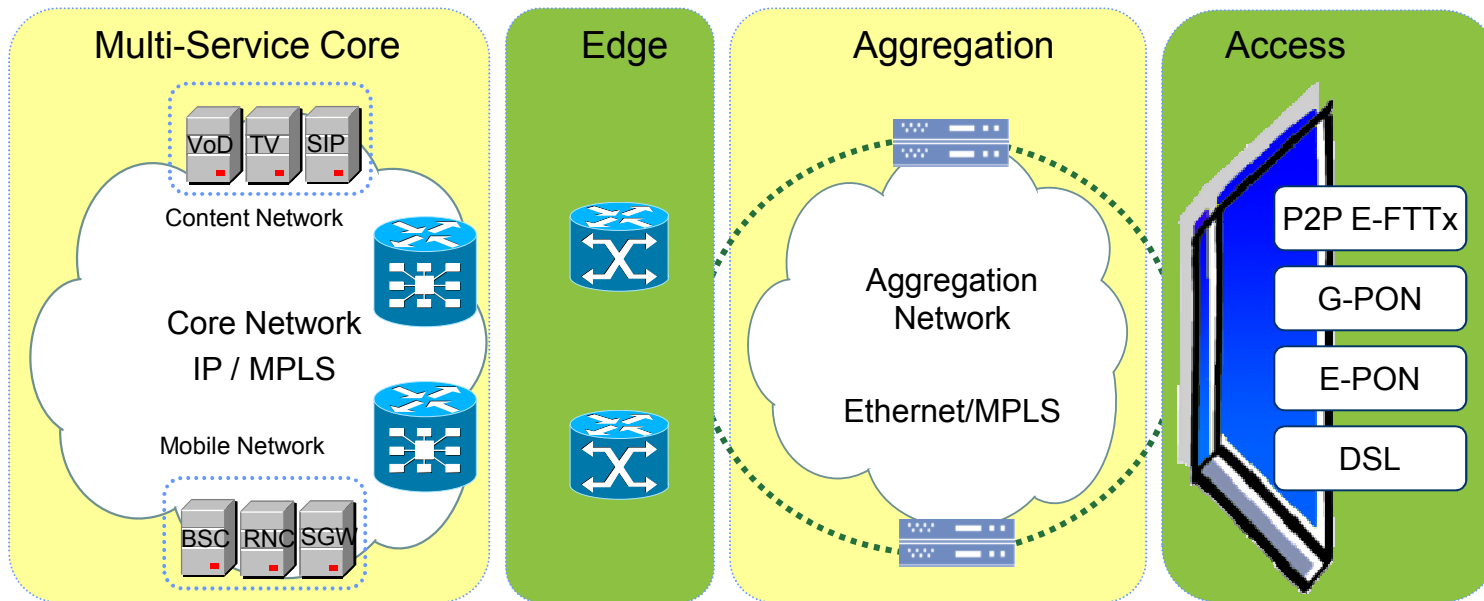 Multi-Service Core
Edge
Aggregation
Access
VoD
TV
SIP
Content Network
Core Network
IP / MPLS
Mobile Network
BSC
RNC
SGW
Aggregation
Network
Ethernet/MPLS
P2P E-FTTx
G-PON
E-PON
DSL